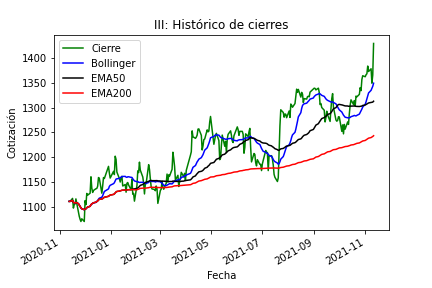 III: Histórico de cierres
Cierre
Bollinger
EMA50
EMA200
Cotización
1400
1350
1300
1250
1200
1150
1100
2020-11
2021-01
2021-03
2021-05
2021-07
2021-09
2021-11
Fecha